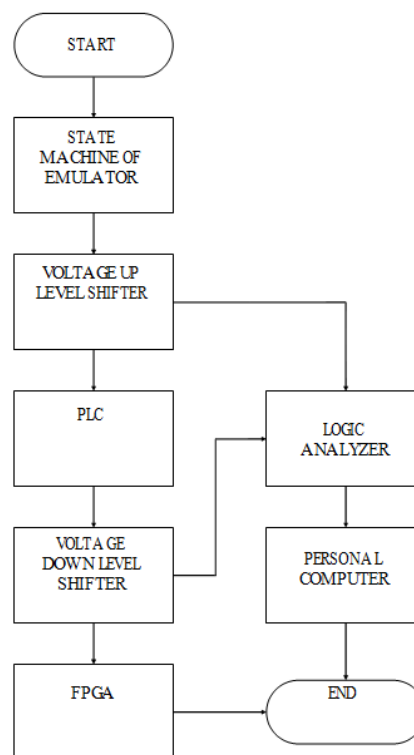 START
STATE
MACHINE OF
EMULATOR
VOLTAGE UP
LEVEL SHIFTER
PLC
LOGIC
ANALYZER
VOLTAGE
DOWN LEVEL
SHIFTER
PERSONAL
COMPUTER
FPGA
END